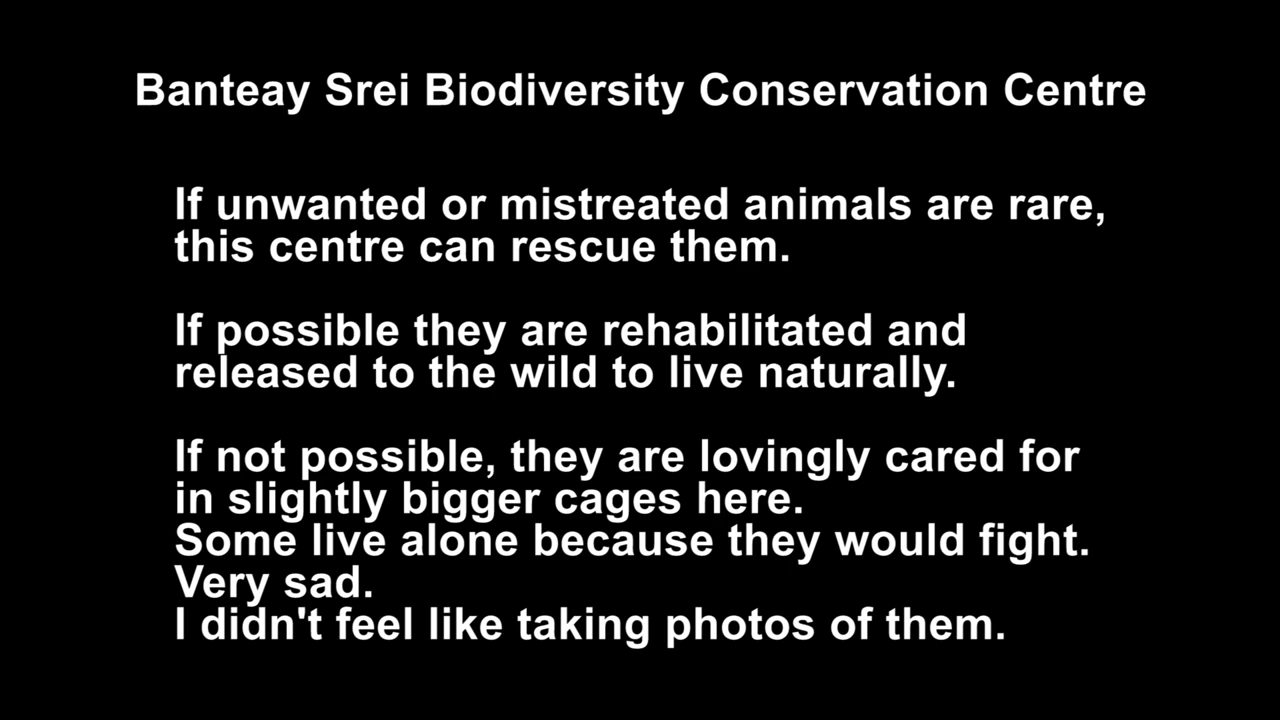 Banteay Srei Biodiversity Conservation Centre
If unwanted or mistreated animals are rare,
this centre can rescue them.
If possible they are rehabilitated and
released to the wild to live naturally.
If not possible, they are lovingly cared for
in slightly bigger cages here.
Some live alone because they would fight.
Very sad.
I didn't feel like taking photos of them.